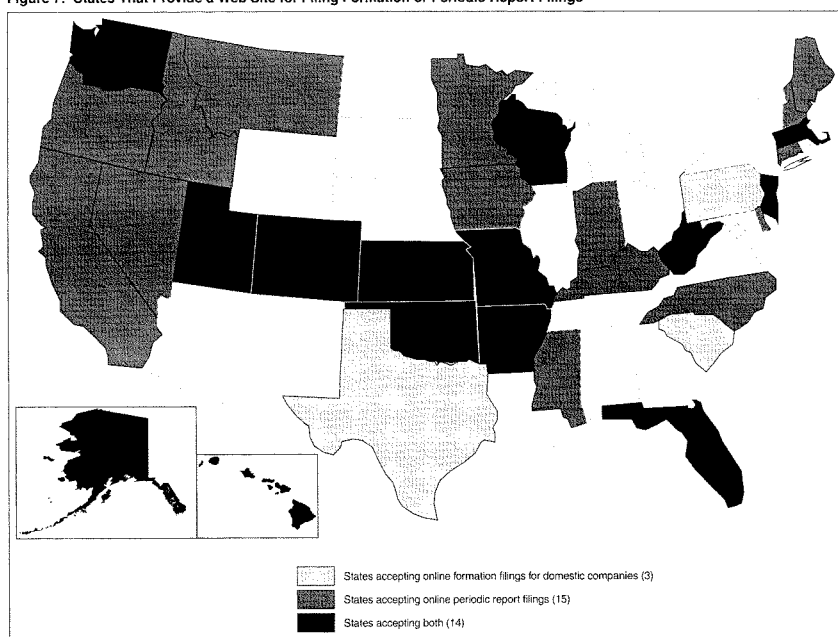 Figure 7: States That Provide a Web Site for Filing Formation or Periodic Report Filings
States accepting online formation filings for domestic companies (3)
States accepting online periodic report filings (15)
States accepting both (14)